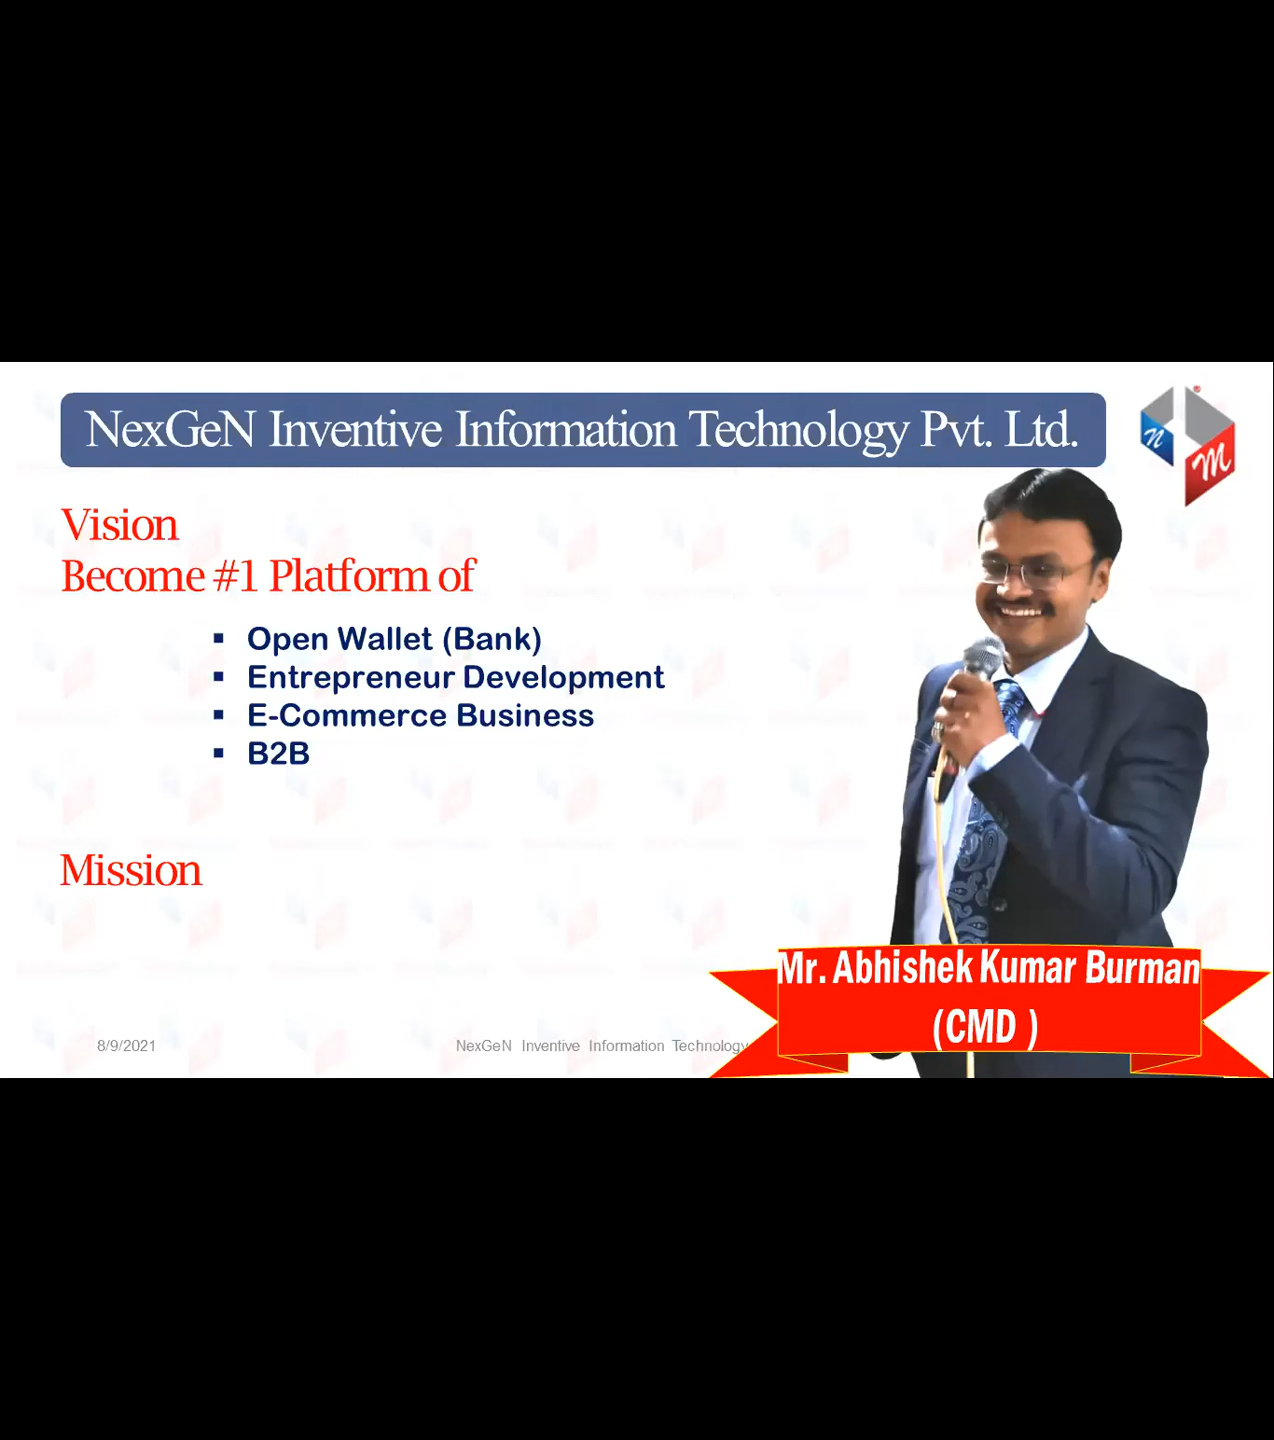 NexGeN Inventive Information Technology Pvt. Ltd.
n
m
Vision
Become #1 Platform of
▪ Open Wallet (Bank)
▪ Entrepreneur Development
▪ E-Commerce Business
▪ B2B
Mission
Mr. Abhishek Kumar Burman
(CMD )
8/9/2021
NexGeN Inventive Information Technology